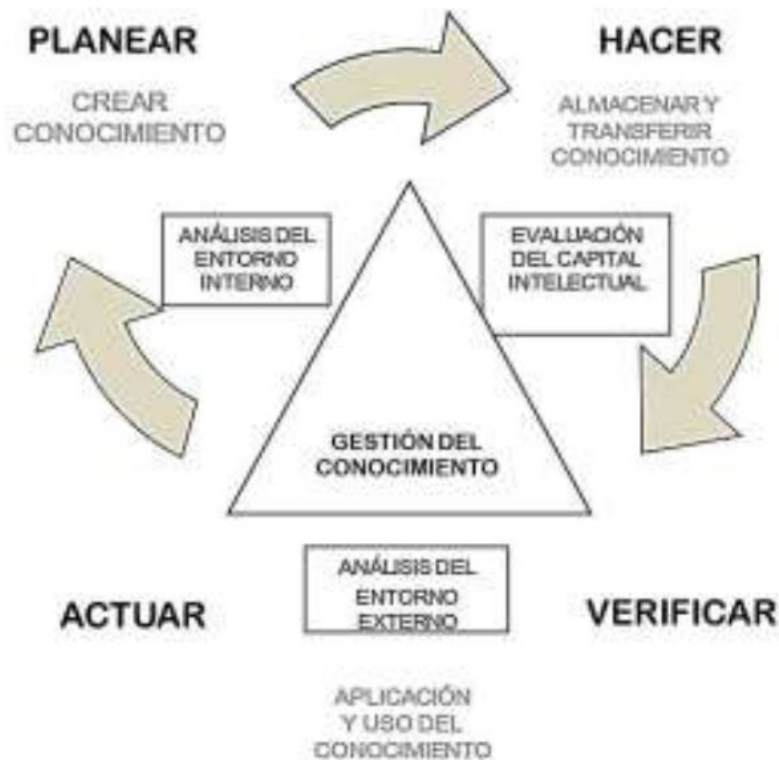 PLANEAR
CREAR
CONOCIMIENTO
HACER
ALMACENAR Y
TRANSFERIR
CONOCIMIENTO
ANÁLISIS DEL
ENTORNO
INTERNO
EVALUACIÓN
DEL CAPITAL
INTELECTUAL
GESTIÓN DEL
CONOCIMIENTO
ANÁLISIS DEL
ENTORNO
EXTERNO
ACTUAR
VERIFICAR
APLICACIÓN
Y USO DEL
CONOCIMIENTO